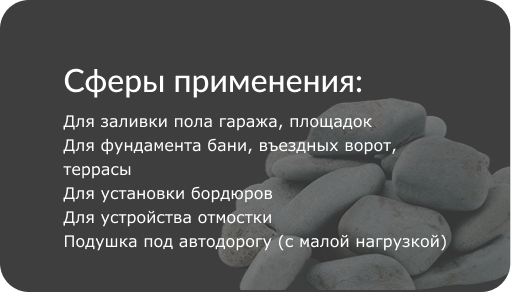 Сферы применения:
Для заливки пола гаража, площадок
Для фундамента бани, въездных ворот,
террасы
Для установки бордюров
Для устройства отмостки
Подушка под автодорогу (с малой нагрузкой)